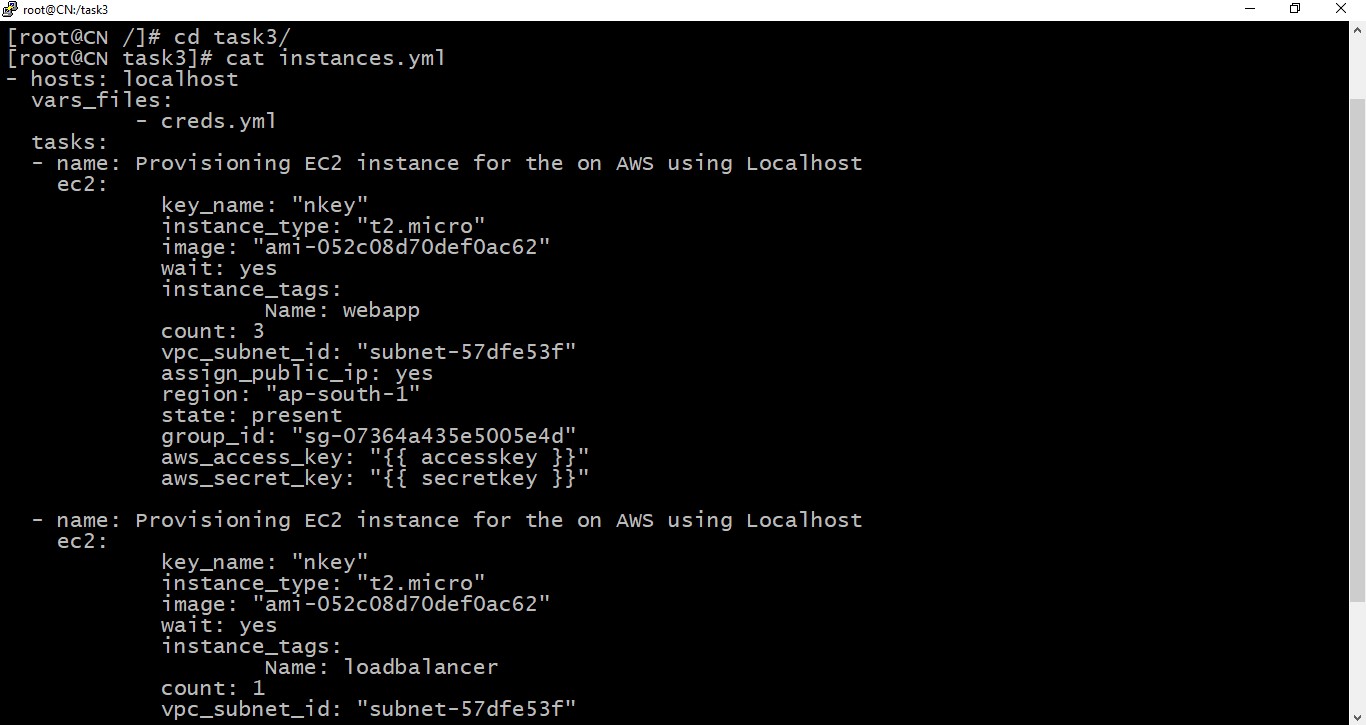 root@CN:/task3
[root@CN /]# cd task3/
[root@CN task3]# cat instances.yml
- hosts: localhost
  vars_files:
          - creds.yml
  tasks:
  - name: Provisioning EC2 instance for the on AWS using Localhost
    ec2:
            key_name: "nkey"
            instance_type: "t2.micro"
            image: "ami-052c08d70def0ac62"
            wait: yes
            instance_tags:
                    Name: webapp
            count: 3
            vpc_subnet_id: "subnet-57dfe53f"
            assign_public_ip: yes
            region: "ap-south-1"
            state: present
            group_id: "sg-07364a435e5005e4d"
            aws_access_key: "{{ accesskey }}"
            aws_secret_key: "{{ secretkey }}"

  - name: Provisioning EC2 instance for the on AWS using Localhost
    ec2:
            key_name: "nkey"
            instance_type: "t2.micro"
            image: "ami-052c08d70def0ac62"
            wait: yes
            instance_tags:
                    Name: loadbalancer
            count: 1
            vpc_subnet_id: "subnet-57dfe53f"